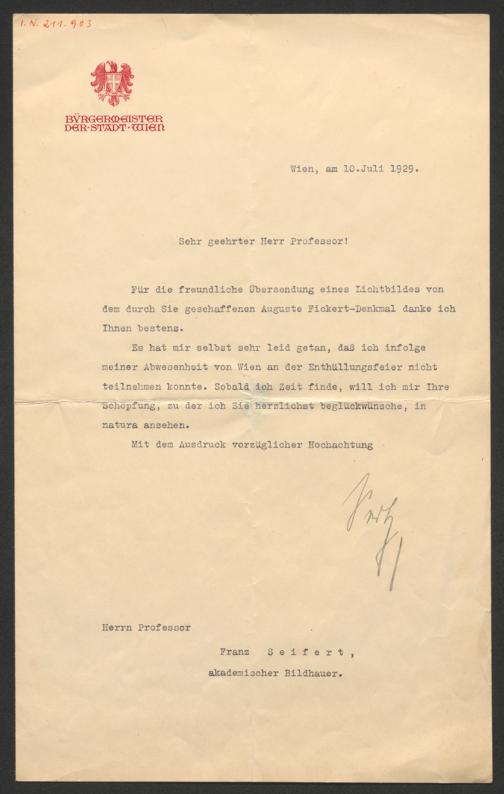 I.N. 211.903
BÜRGERMEISTER
DER·STADT·WIEN
Wien, am 10.Juli 1929.
Sehr geehrter Herr Professor!
Für die freundliche Übersendung eines Lichtbildes von
dem durch Sie geschaffenen Auguste Fickert-Denkmal danke ich
Ihnen bestens.
Es hat mir selbst sehr leid getan, daß ich infolge
meiner Abwesenheit von Wien an der Enthüllungsfeier nicht
teilnehmen konnte. Sobald ich Zeit finde, will ich mir Ihre
Schöpfung, zu der ich Sie herzlichst beglückwünsche, in
natura ansehen.
Mit dem Ausdruck vorzüglicher Hochachtung
Seitz
Herrn Professor
Franz S e i f e r t ,
akademischer Bildhauer.